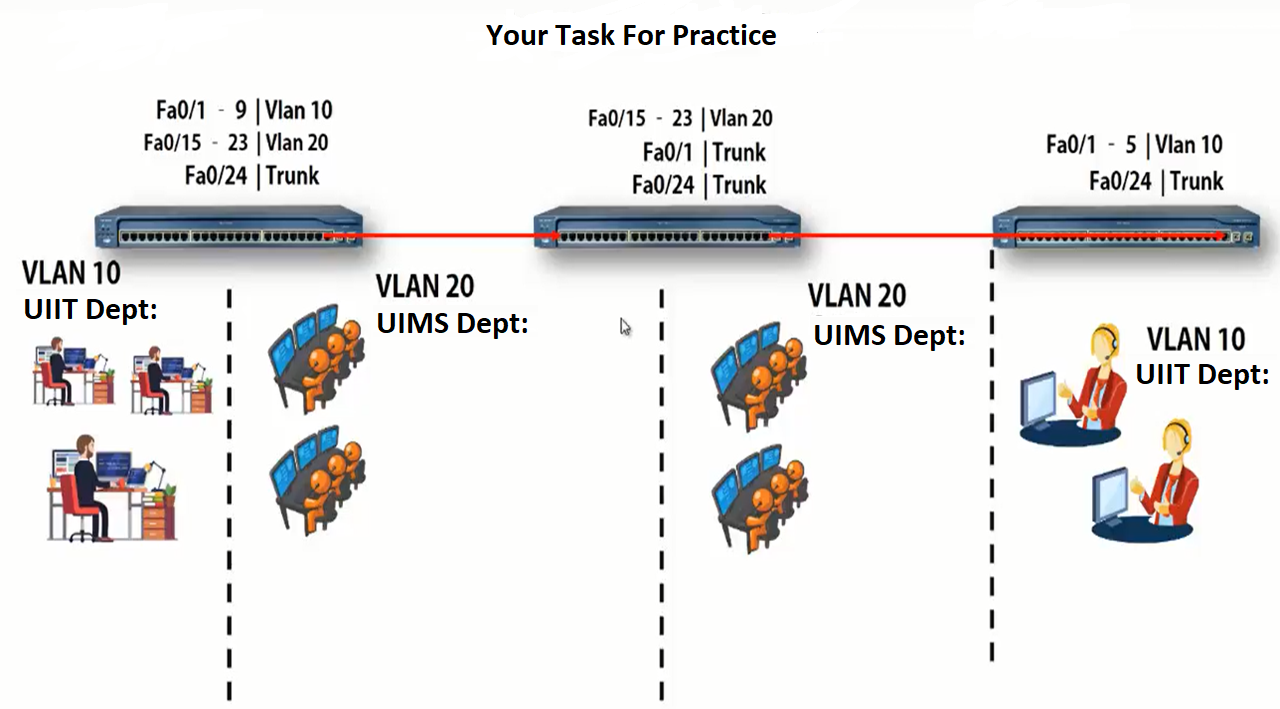 Your Task For Practice
Fa0/1 - 9 | Vlan 10
Fa0/15 - 23 | Vlan 20
Fa0/24 | Trunk
Fa0/15 - 23 | Vlan 20
Fa0/1 | Trunk
Fa0/24 | Trunk
Fa0/1 - 5 | Vlan 10
Fa0/24 | Trunk
VLAN 10
UIIT Dept:
VLAN 20
UIMS Dept:
VLAN 20
UIMS Dept:
VLAN 10
UIIT Dept: